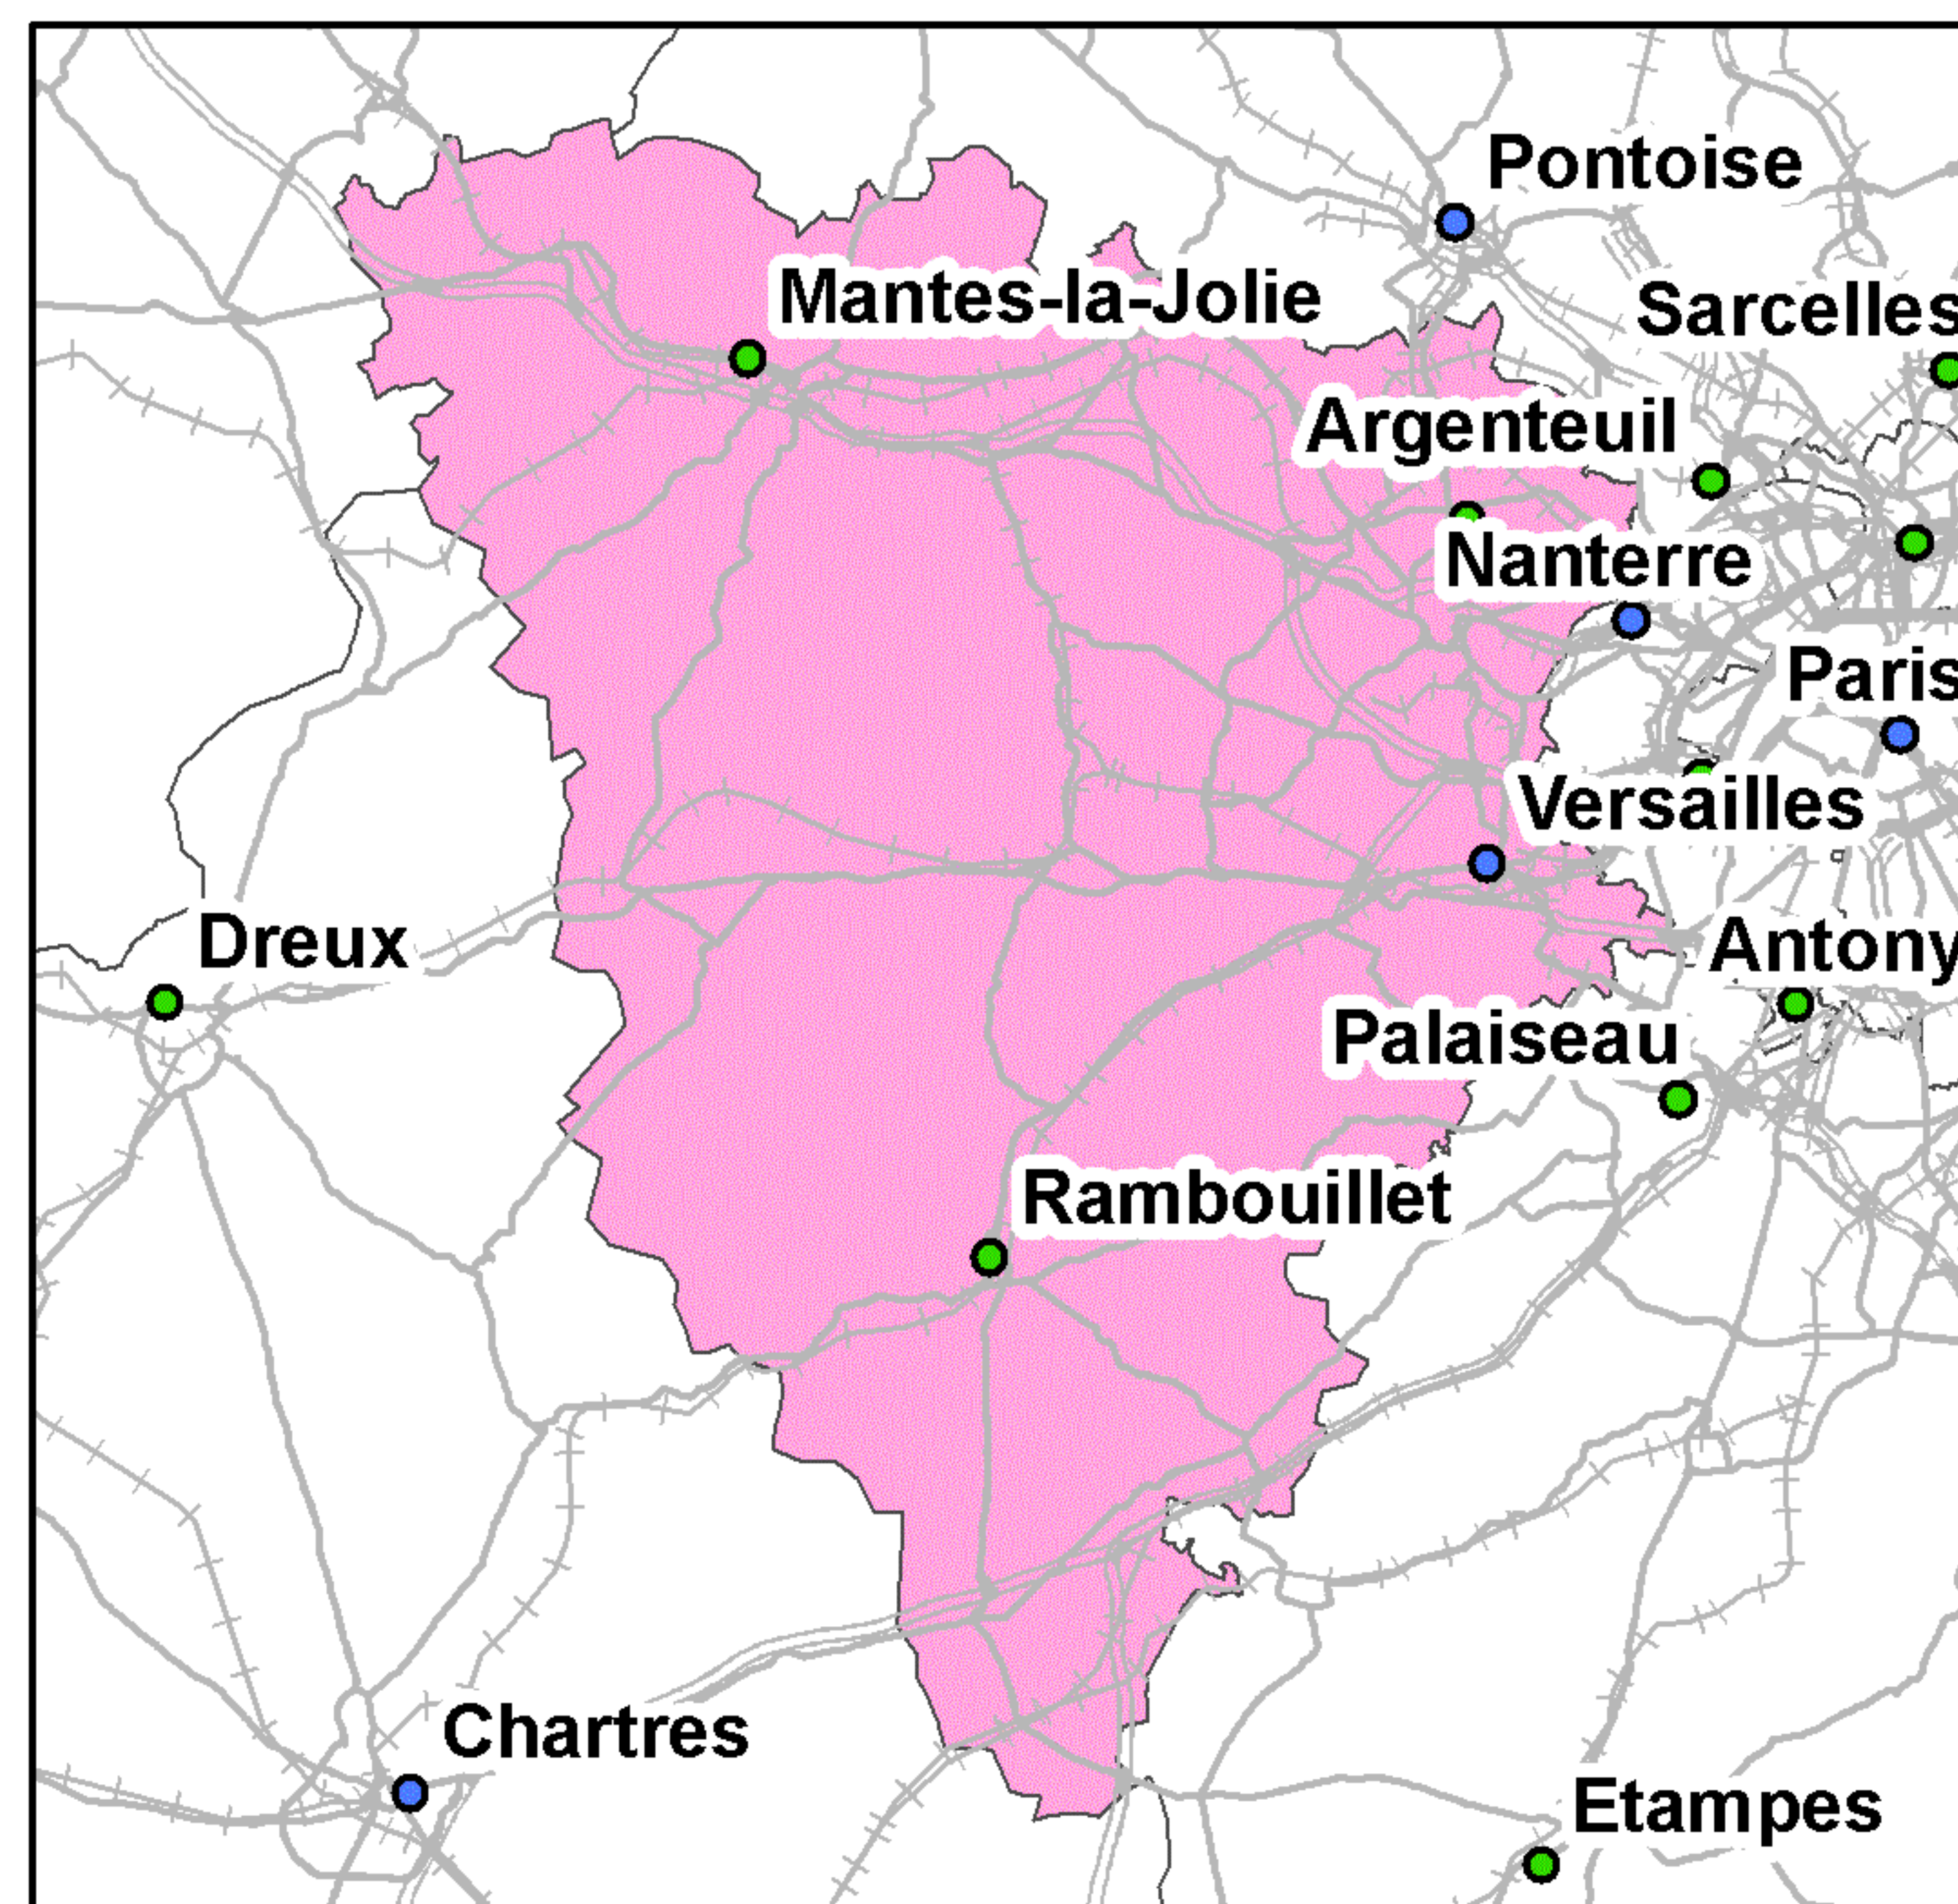 Pontoise
Mantes-la-Jolie
Sarcelles
Argenteuil
Nanterre
Paris
Versailles
Dreux
Antony
Palaiseau
Rambouillet
Chartres
Etampes